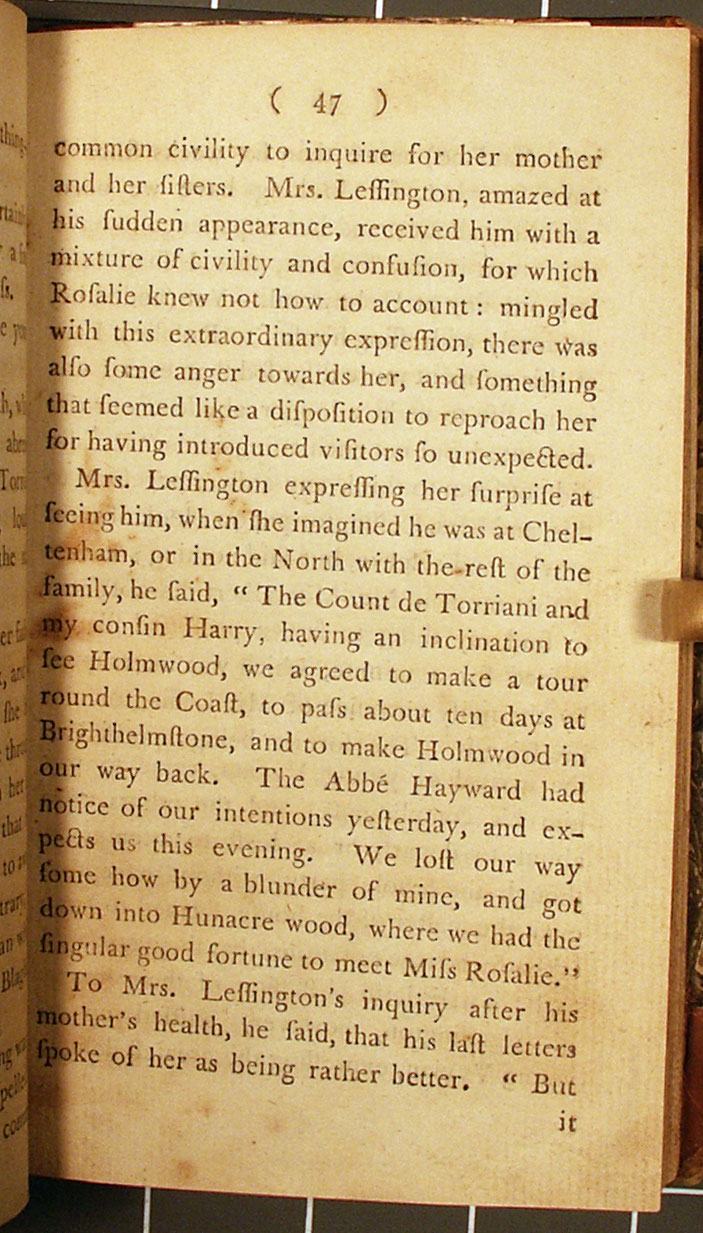 ( 47 )
common civility to inquire for her mother
and her ſiſters. Mrs. Leſſington, amazed at
his ſudden appearance, received him with a
mixture of civility and confuſion, for which
Roſalie knew not how to account : mingled
with this extraordinary expreſſion, there was
alſo ſome anger towards her, and ſomething
that ſeemed like a diſpoſition to reproach her
for having introduced viſitors ſo unexpected.
Mrs. Leſſington expreſſing her ſurpriſe at
ſeeing him, when ſhe imagined he was at Chel-
tenham, or in the North with the reſt of the
family, he ſaid, “ The Count de Torriani and
my conſin Harry, having an inclination to
ſee Holmwood, we agreed to make a tour
round the Coaſt, to paſs about ten days at
Brighthelmſtone, and to make Holmwood in
our way back. The Abbé Hayward had
notice of our intentions yeſterday, and ex-
pects us this evening. We loſt our way
ſome how by a blunder of mine, and got
down into Hunacre wood, where we had the
ſingular good fortune to meet Miſs Roſalie.”
To Mrs. Leſſington's inquiry after his
mother's health, he ſaid, that his laſt letters
ſpoke of her as being rather better. “ But
it